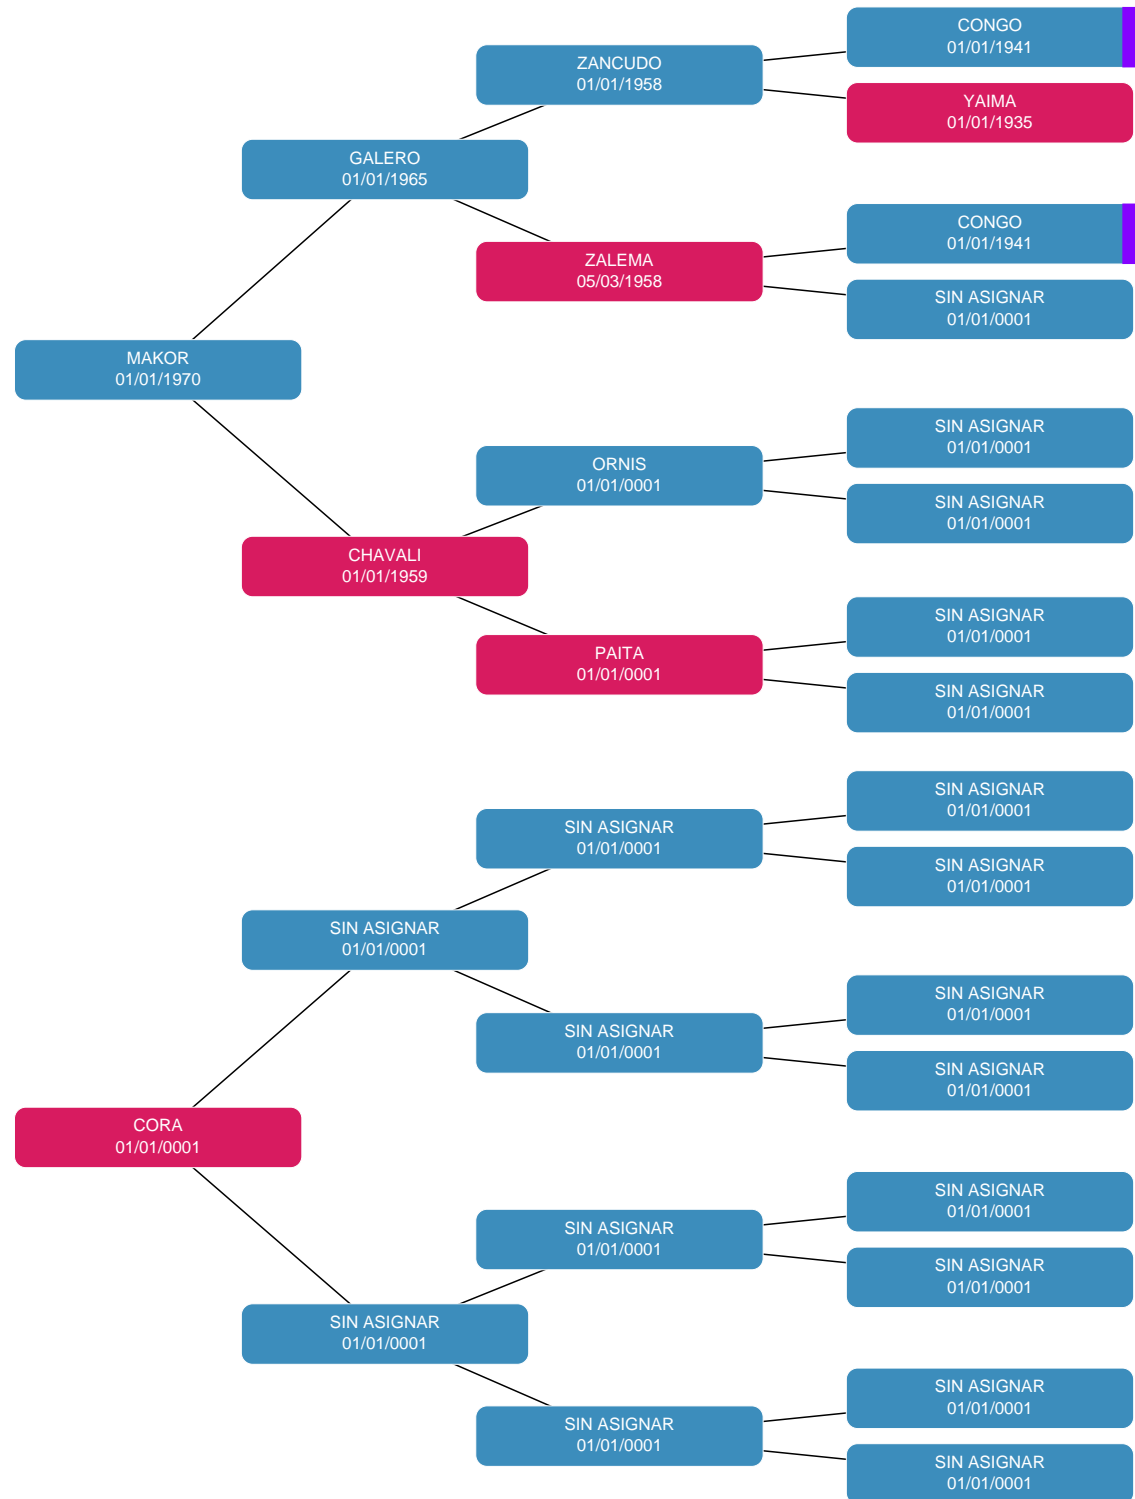 CONGO
01/01/1941
ZANCUDO
01/01/1958
YAIMA
01/01/1935
GALERO
01/01/1965
CONGO
01/01/1941
ZALEMA
05/03/1958
SIN ASIGNAR
01/01/0001
MAKOR
01/01/1970
SIN ASIGNAR
01/01/0001
ORNIS
01/01/0001
SIN ASIGNAR
01/01/0001
CHAVALI
01/01/1959
SIN ASIGNAR
01/01/0001
PAITA
01/01/0001
SIN ASIGNAR
01/01/0001
SIN ASIGNAR
01/01/0001
SIN ASIGNAR
01/01/0001
SIN ASIGNAR
01/01/0001
SIN ASIGNAR
01/01/0001
SIN ASIGNAR
01/01/0001
SIN ASIGNAR
01/01/0001
SIN ASIGNAR
01/01/0001
CORA
01/01/0001
SIN ASIGNAR
01/01/0001
SIN ASIGNAR
01/01/0001
SIN ASIGNAR
01/01/0001
SIN ASIGNAR
01/01/0001
SIN ASIGNAR
01/01/0001
SIN ASIGNAR
01/01/0001
SIN ASIGNAR
01/01/0001